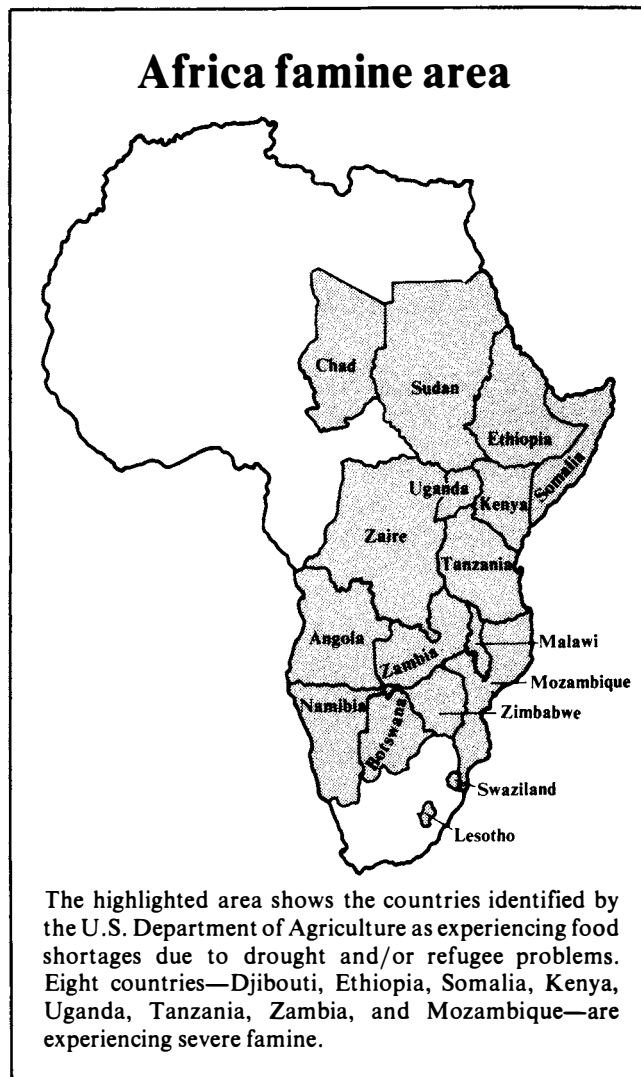 Africa famine area
Chad
Sudan
Ethiopia
Somalia
Uganda
Kenya
Zaire
Tanzania
Angola
Zambia
Malawi
Mozambique
Namibia
Botswana
Zimbabwe
Swaziland
Lesotho
The highlighted area shows the countries identified by
the U.S. Department of Agriculture as experiencing food
shortages due to drought and/or refugee problems.
Eight countries—Djibouti, Ethiopia, Somalia, Kenya,
Uganda, Tanzania, Zambia, and Mozambique—are
experiencing severe famine.